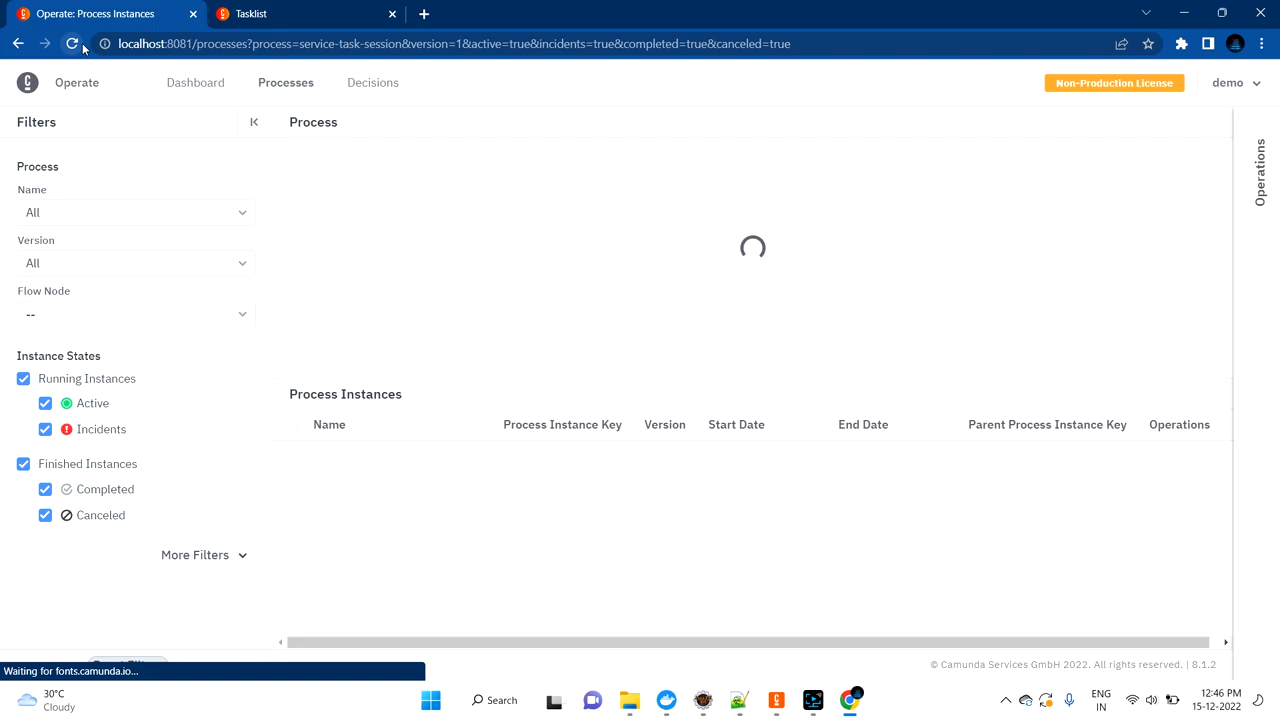 Operate: Process Instances
Tasklist
localhost:8081/processes?process=service-task-session&version=1&active=true&incidents=true&completed=true&canceled=true
Operate
Dashboard
Processes
Decisions
Non-Production License
demo
Filters
Process
Operations
Process
Name
All
Version
All
Flow Node
--
Instance States
Running Instances
Active
Incidents
Finished Instances
Completed
Canceled
More Filters
Process Instances
Name
Process Instance Key
Version
Start Date
End Date
Parent Process Instance Key
Operations
© Camunda Services GmbH 2022. All rights reserved. | 8.1.2
Waiting for fonts.camunda.io...
30°C
Cloudy
Search
ENG
IN
12:46 PM
15-12-2022